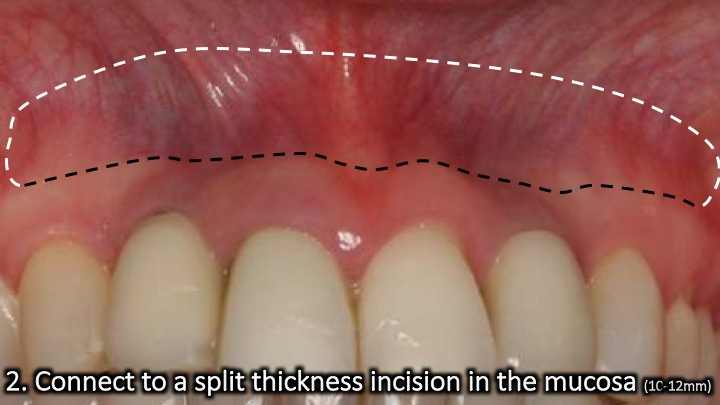 2. Connect to a split thickness incision in the mucosa (10-12mm)